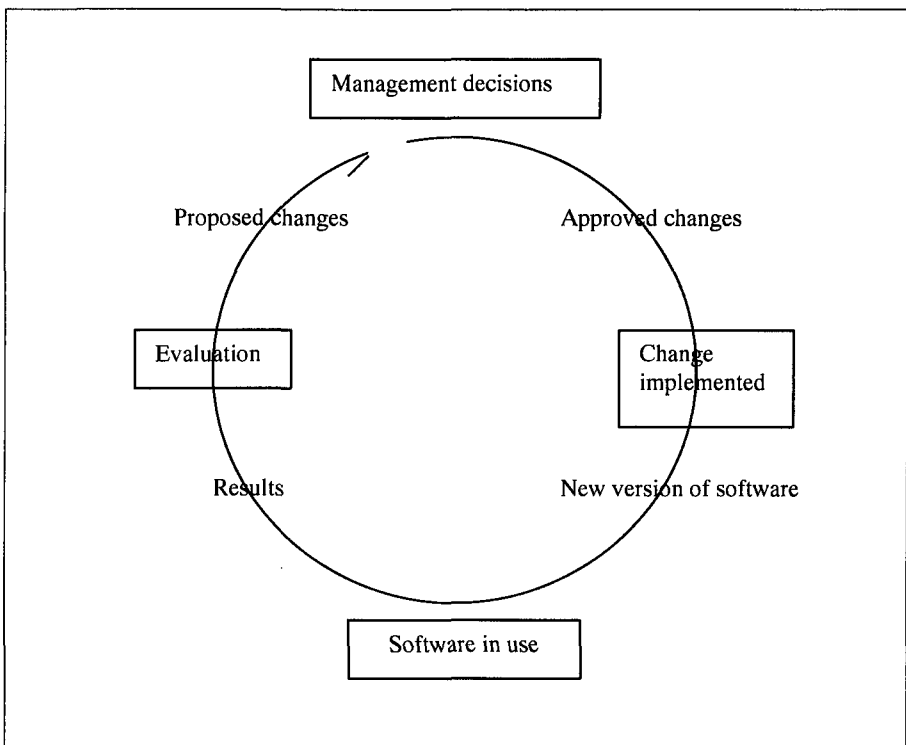 Management decisions
Proposed changes
Approved changes
Evaluation
Change
implemented
Results
New version of software
Software in use